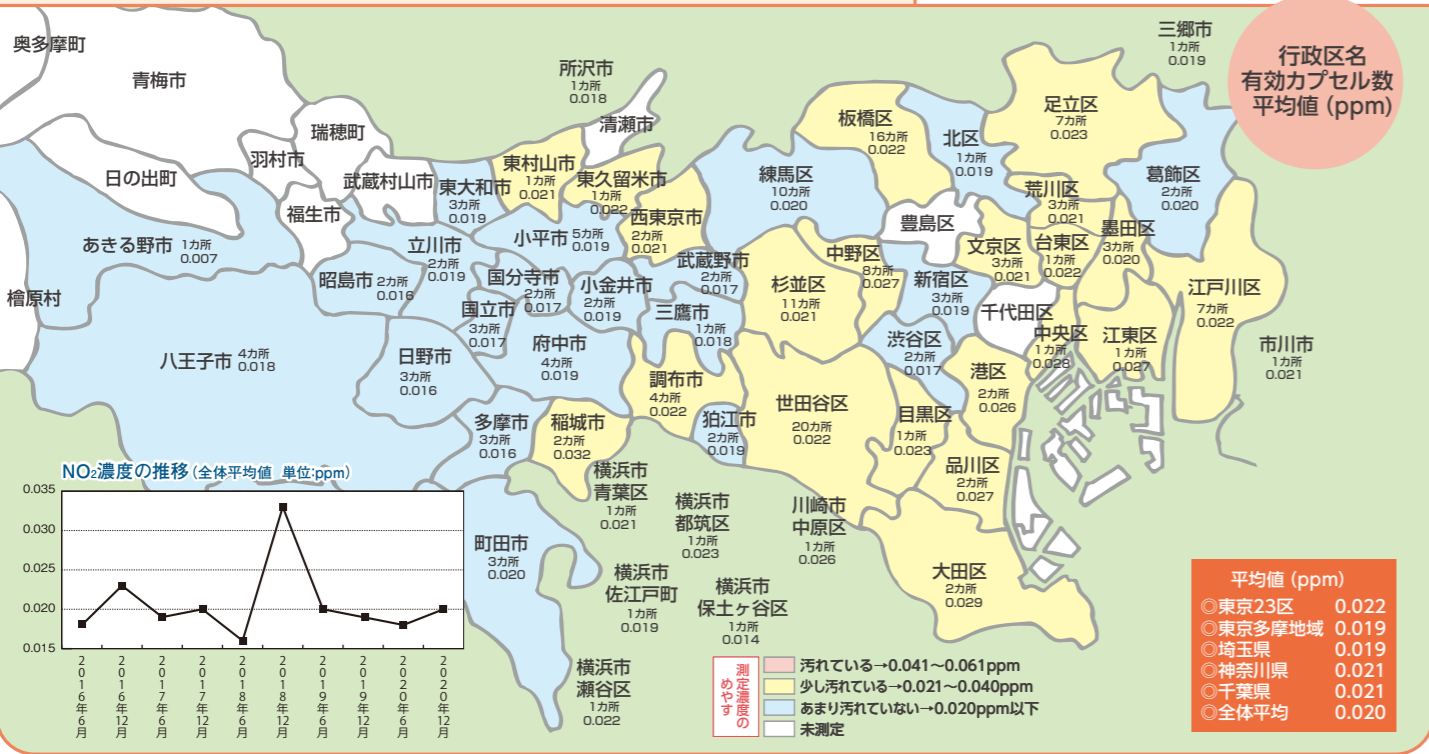 行政区名
有効カプセル数
平均値 (ppm)
奥多摩町
青梅市
瑞穂町
羽村市
日の出町
福生市
武蔵村山市
檜原村
所沢市
1カ所
0.018
清瀬市
三郷市
1カ所
0.019
東村山市
1カ所
0.021
東久留米市
1カ所
0.022
東大和市
3カ所
0.019
西東京市
2カ所
0.021
小平市 5カ所
0.019
あきる野市 1カ所
0.007
立川市
2カ所
0.019
昭島市 2カ所
0.016
国分寺市
2カ所
0.017
国立市
3カ所
0.017
小金井市
2カ所
0.019
武蔵野市
2カ所
0.017
三鷹市
1カ所
0.018
八王子市 4カ所
0.018
日野市
3カ所
0.016
府中市
4カ所
0.019
調布市
4カ所
0.022
狛江市
2カ所
0.019
多摩市
3カ所
0.016
稲城市
2カ所
0.032
町田市
3カ所
0.020
板橋区
16カ所
0.022
北区
1カ所
0.019
足立区
7カ所
0.023
葛飾区
2カ所
0.020
練馬区
10カ所
0.020
豊島区
荒川区
3カ所
0.021
文京区
3カ所
0.021
台東区
1カ所
0.022
墨田区
3カ所
0.020
江戸川区
7カ所
0.022
中野区
8カ所
0.027
杉並区
11カ所
0.021
新宿区
3カ所
0.019
千代田区
中央区
1カ所
0.028
江東区
1カ所
0.027
渋谷区
2カ所
0.017
港区
2カ所
0.026
世田谷区
20カ所
0.022
目黒区
1カ所
0.023
品川区
2カ所
0.027
大田区
2カ所
0.029
市川市
1カ所
0.021
横浜市
青葉区
1カ所
0.021
横浜市
都筑区
1カ所
0.023
川崎市
中原区
1カ所
0.026
横浜市
佐江戸町
1カ所
0.019
横浜市
保土ヶ谷区
1カ所
0.014
横浜市
瀬谷区
1カ所
0.022
NO₂濃度の推移 (全体平均値 単位:ppm)
0.035
0.030
0.025
0.020
0.015
2016年6月
2016年12月
2017年6月
2017年12月
2018年6月
2018年12月
2019年6月
2019年12月
2020年6月
2020年12月
測定濃度の
めやす
汚れている→0.041〜0.061ppm
少し汚れている→0.021〜0.040ppm
あまり汚れていない→0.020ppm以下
未測定
平均値 (ppm)
◎東京23区 0.022
◎東京多摩地域 0.019
◎埼玉県 0.019
◎神奈川県 0.021
◎千葉県 0.021
◎全体平均 0.020